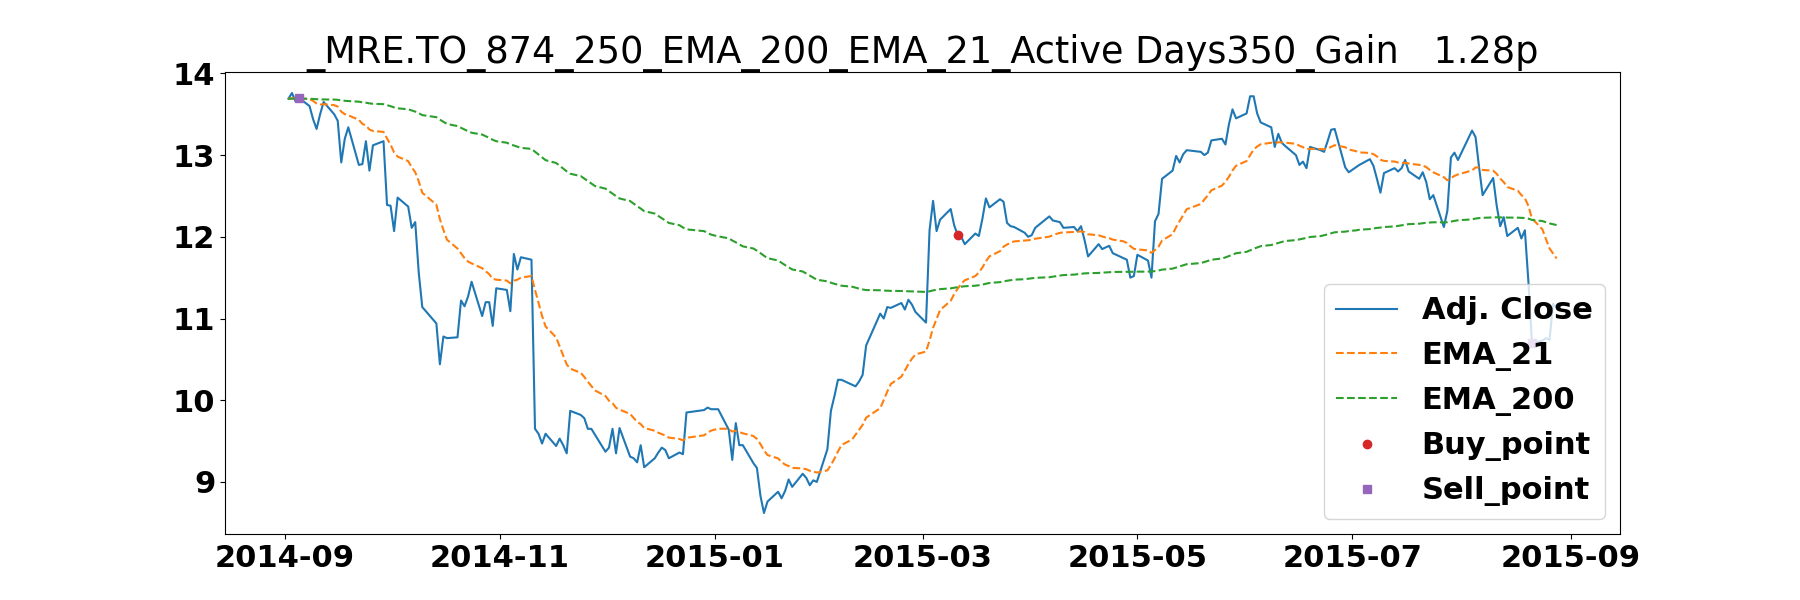 _MRE.TO_874_250_EMA_200_EMA_21_Active Days350_Gain   1.28p
14
13
12
11
10
9
2014-09
2014-11
2015-01
2015-03
2015-05
2015-07
2015-09
Adj. Close
EMA_21
EMA_200
Buy_point
Sell_point